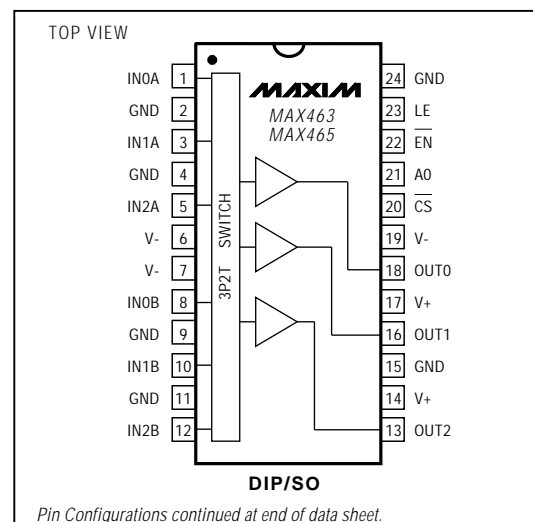 TOP VIEW
MAXIM
MAX463
MAX465
3P2T SWITCH
IN0A 1
GND 2
IN1A 3
GND 4
IN2A 5
V- 6
V- 7
IN0B 8
GND 9
IN1B 10
GND 11
IN2B 12
24 GND
23 LE
22 EN
21 A0
20 CS
19 V-
18 OUT0
17 V+
16 OUT1
15 GND
14 V+
13 OUT2
DIP/SO
Pin Configurations continued at end of data sheet.